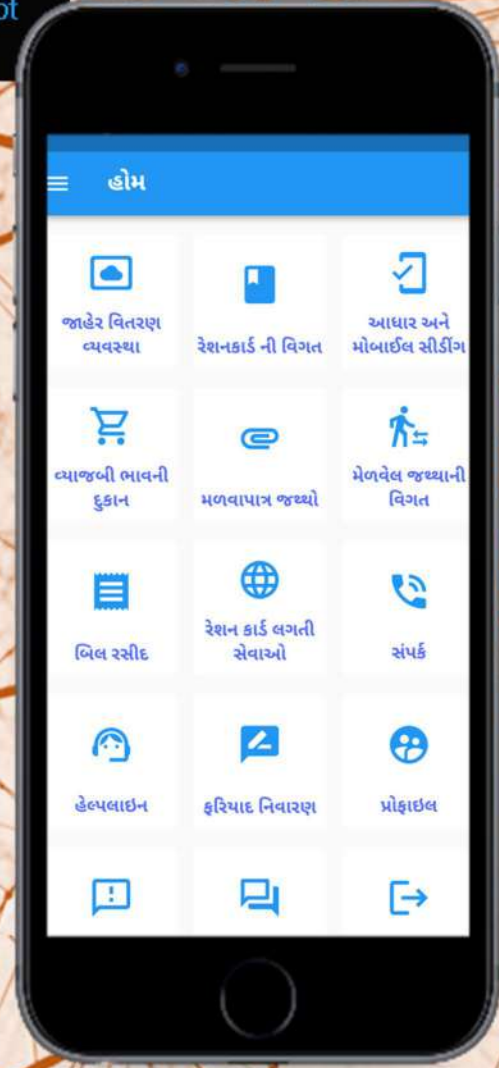 હોમ
જાહેર વિતરણ
વ્યવસ્થા
રેશનકાર્ડ ની વિગત
આધાર અને
મોબાઈલ સીડીંગ
વ્યાજબી ભાવની
દુકાન
મળવાપાત્ર જથ્થો
મેળવેલ જથ્થાની
વિગત
બિલ રસીદ
રેશન કાર્ડ લગતી
સેવાઓ
સંપર્ક
હેલ્પલાઇન
ફરિયાદ નિવારણ
પ્રોફાઇલ